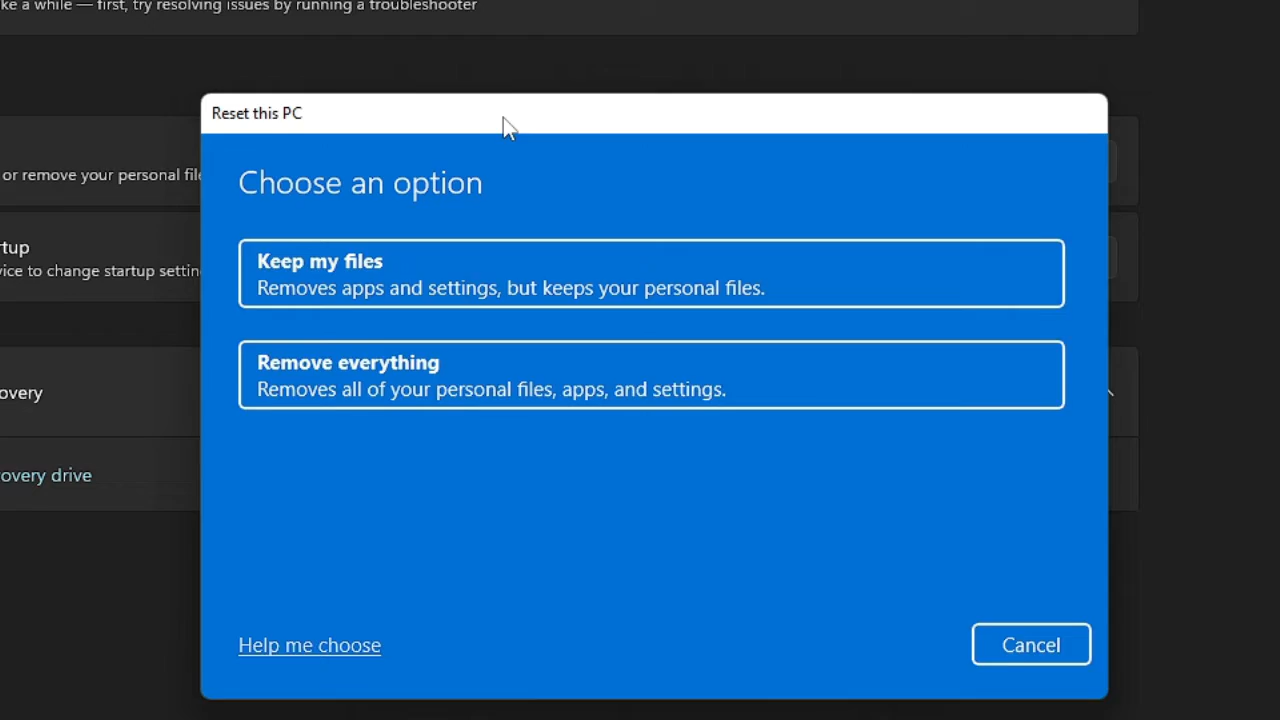 ke a while — first, try resolving issues by running a troubleshooter
Reset this PC
Choose an option
or remove your personal file
Keep my files
Removes apps and settings, but keeps your personal files.
rtup
vice to change startup settin
Remove everything
Removes all of your personal files, apps, and settings.
overy
overy drive
Help me choose
Cancel